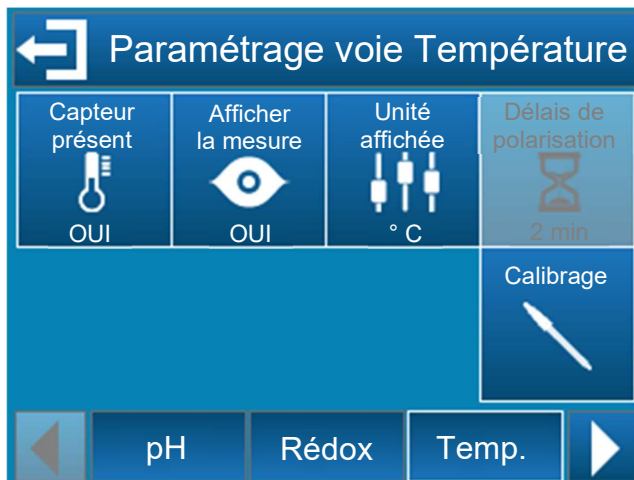 Paramétrage voie Température
Capteur
présent
OUI
Afficher
la mesure
OUI
Unité
affichée
° C
Délais de
polarisation
2 min
Calibrage
pH
Rédox
Temp.